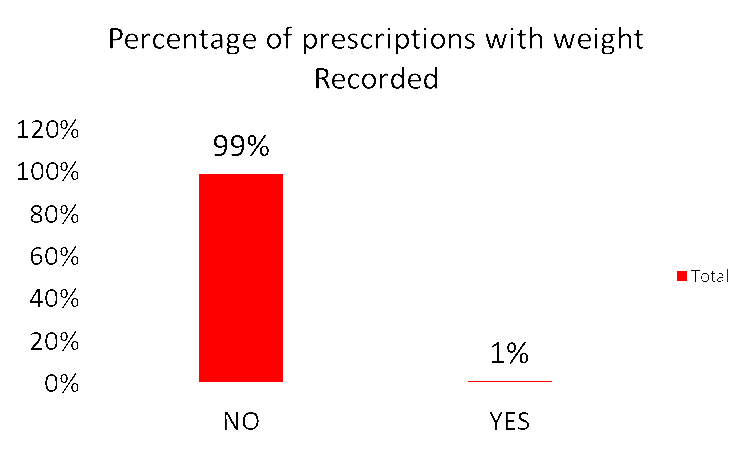 Percentage of prescriptions with weight
Recorded
120%
100%
80%
60%
40%
20%
0%
99%
1%
NO
YES
Total